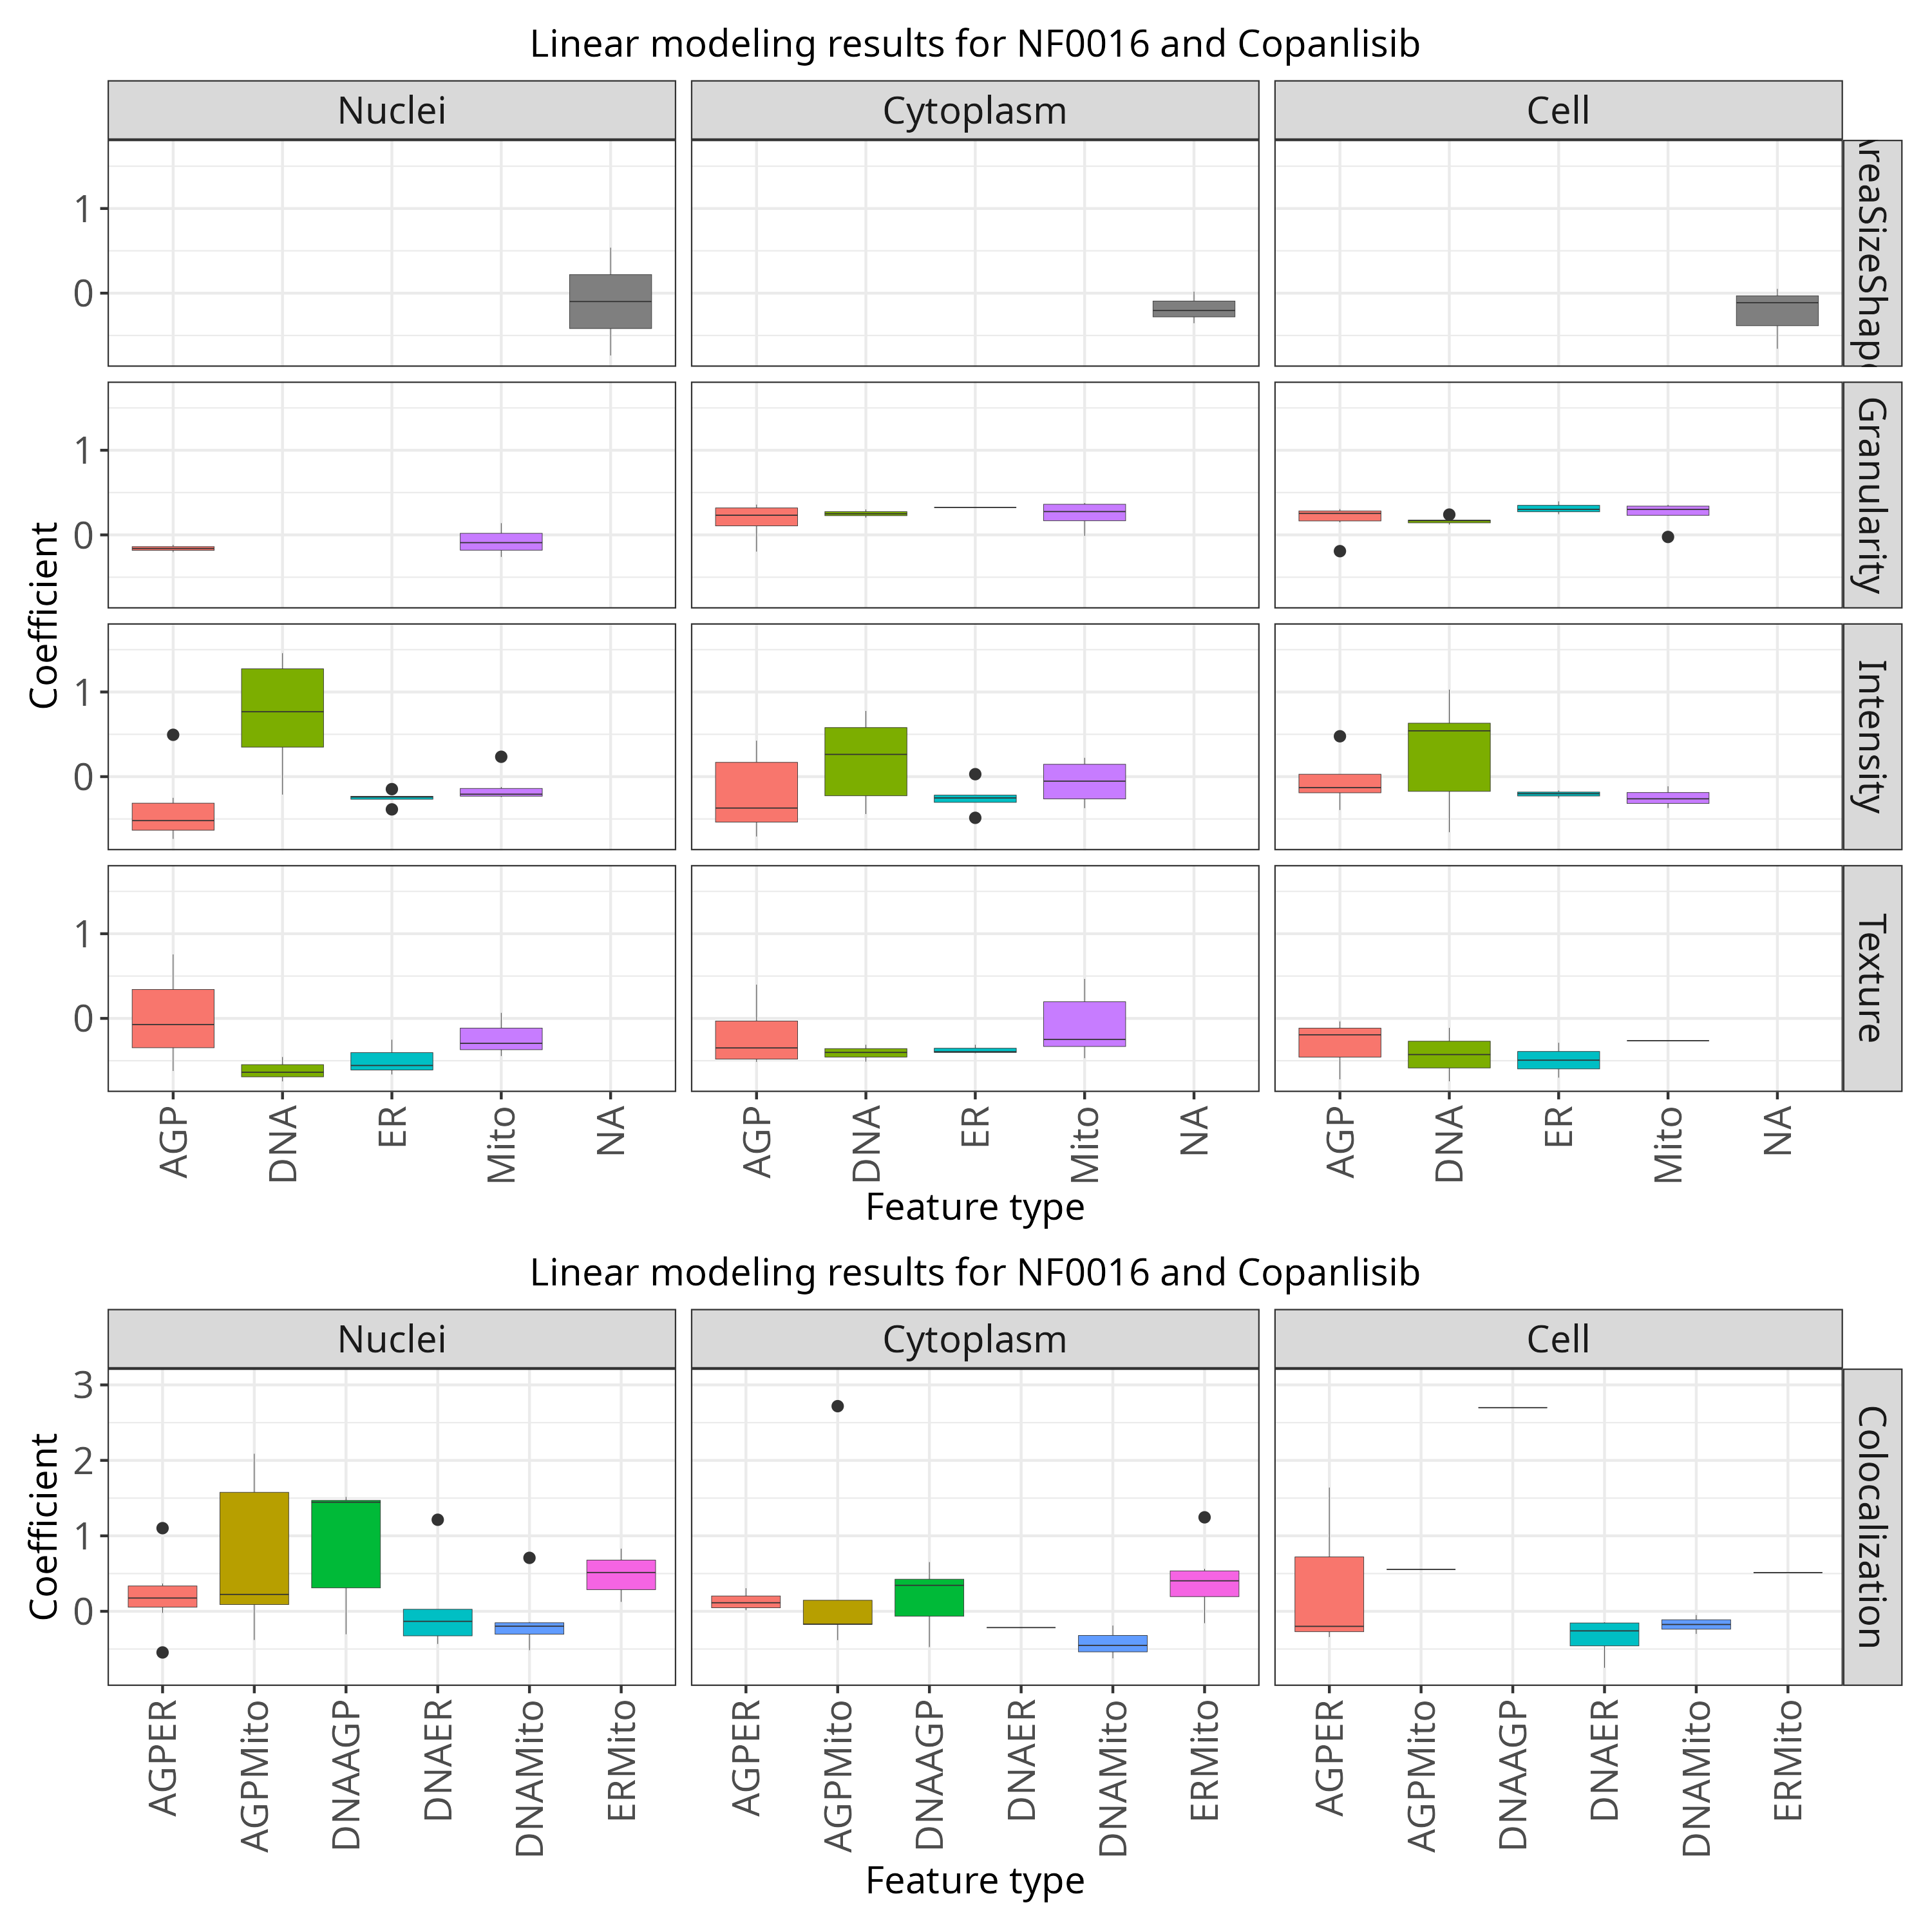 Linear modeling results for NF0016 and Copanlisib
Nuclei Cytoplasm Cell
1
0
reaSizeShape
1
0
Granularity
Coefficient
1
0
Intensity
1
0
Texture
AGP DNA ER Mito NA AGP DNA ER Mito NA AGP DNA ER Mito NA
Feature type
Linear modeling results for NF0016 and Copanlisib
Nuclei Cytoplasm Cell
3
2
1
0
Coefficient
Colocalization
AGPER AGPMito DNAAGP DNAER DNAMito ERMito AGPER AGPMito DNAAGP DNAER DNAMito ERMito AGPER AGPMito DNAAGP DNAER DNAMito ERMito
Feature type